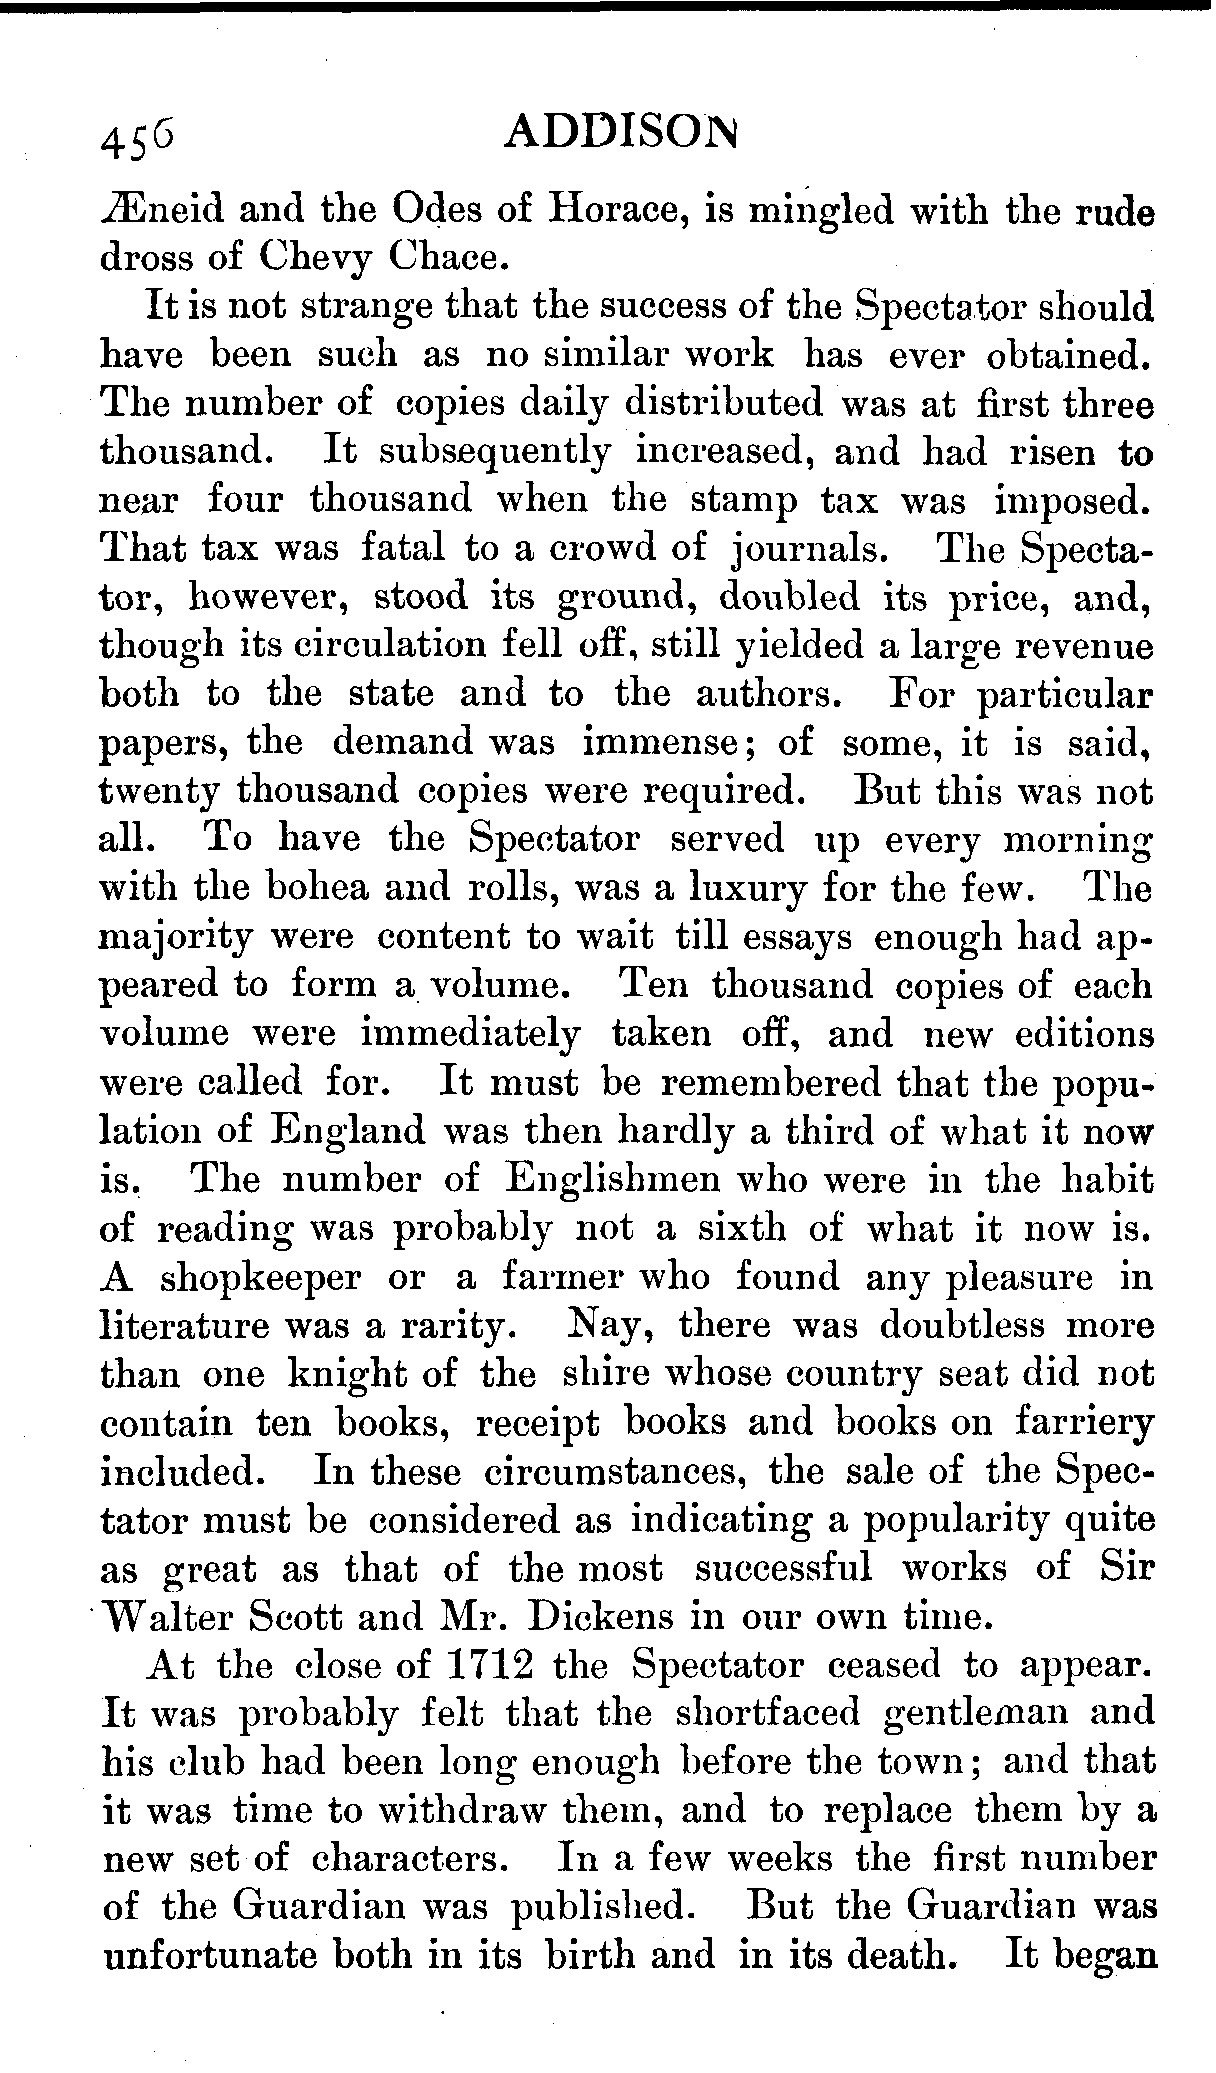 456 ADDISON
Æneid and the Odes of Horace, is mingled with the rude
dross of Chevy Chace.
It is not strange that the success of the Spectator should
have been such as no similar work has ever obtained.
The number of copies daily distributed was at first three
thousand. It subsequently increased, and had risen to
near four thousand when the stamp tax was imposed.
That tax was fatal to a crowd of journals. The Specta-
tor, however, stood its ground, doubled its price, and,
though its circulation fell off, still yielded a large revenue
both to the state and to the authors. For particular
papers, the demand was immense; of some, it is said,
twenty thousand copies were required. But this was not
all. To have the Spectator served up every morning
with the bohea and rolls, was a luxury for the few. The
majority were content to wait till essays enough had ap-
peared to form a volume. Ten thousand copies of each
volume were immediately taken off, and new editions
were called for. It must be remembered that the popu-
lation of England was then hardly a third of what it now
is. The number of Englishmen who were in the habit
of reading was probably not a sixth of what it now is.
A shopkeeper or a farmer who found any pleasure in
literature was a rarity. Nay, there was doubtless more
than one knight of the shire whose country seat did not
contain ten books, receipt books and books on farriery
included. In these circumstances, the sale of the Spec-
tator must be considered as indicating a popularity quite
as great as that of the most successful works of Sir
Walter Scott and Mr. Dickens in our own time.
At the close of 1712 the Spectator ceased to appear.
It was probably felt that the shortfaced gentleman and
his club had been long enough before the town; and that
it was time to withdraw them, and to replace them by a
new set of characters. In a few weeks the first number
of the Guardian was published. But the Guardian was
unfortunate both in its birth and in its death. It began